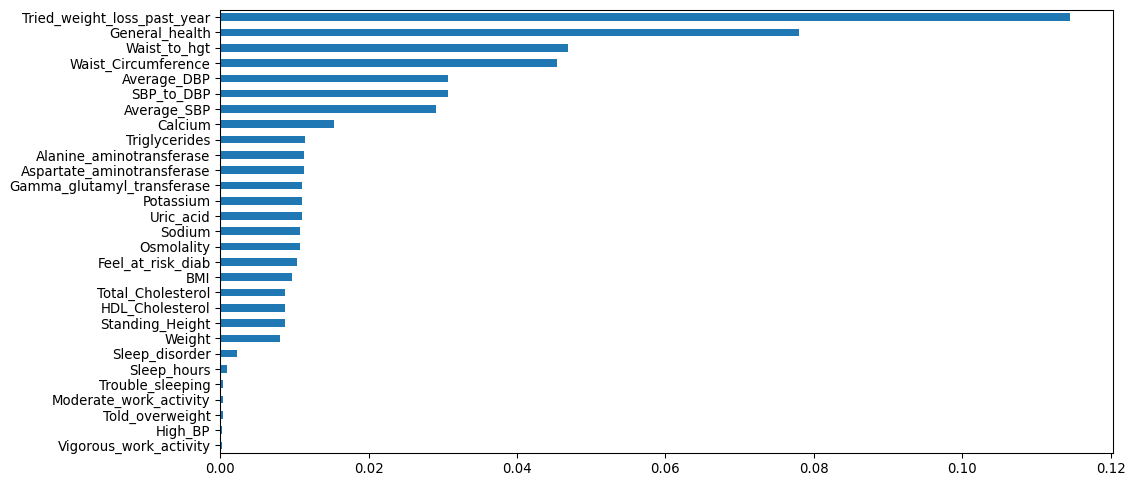 Tried_weight_loss_past_year
General_health
Waist_to_hgt
Waist_Circumference
Average_DBP
SBP_to_DBP
Average_SBP
Calcium
Triglycerides
Alanine_aminotransferase
Aspartate_aminotransferase
Gamma_glutamyl_transferase
Potassium
Uric_acid
Sodium
Osmolality
Feel_at_risk_diab
BMI
Total_Cholesterol
HDL_Cholesterol
Standing_Height
Weight
Sleep_disorder
Sleep_hours
Trouble_sleeping
Moderate_work_activity
Told_overweight
High_BP
Vigorous_work_activity
0.00 0.02 0.04 0.06 0.08 0.10 0.12